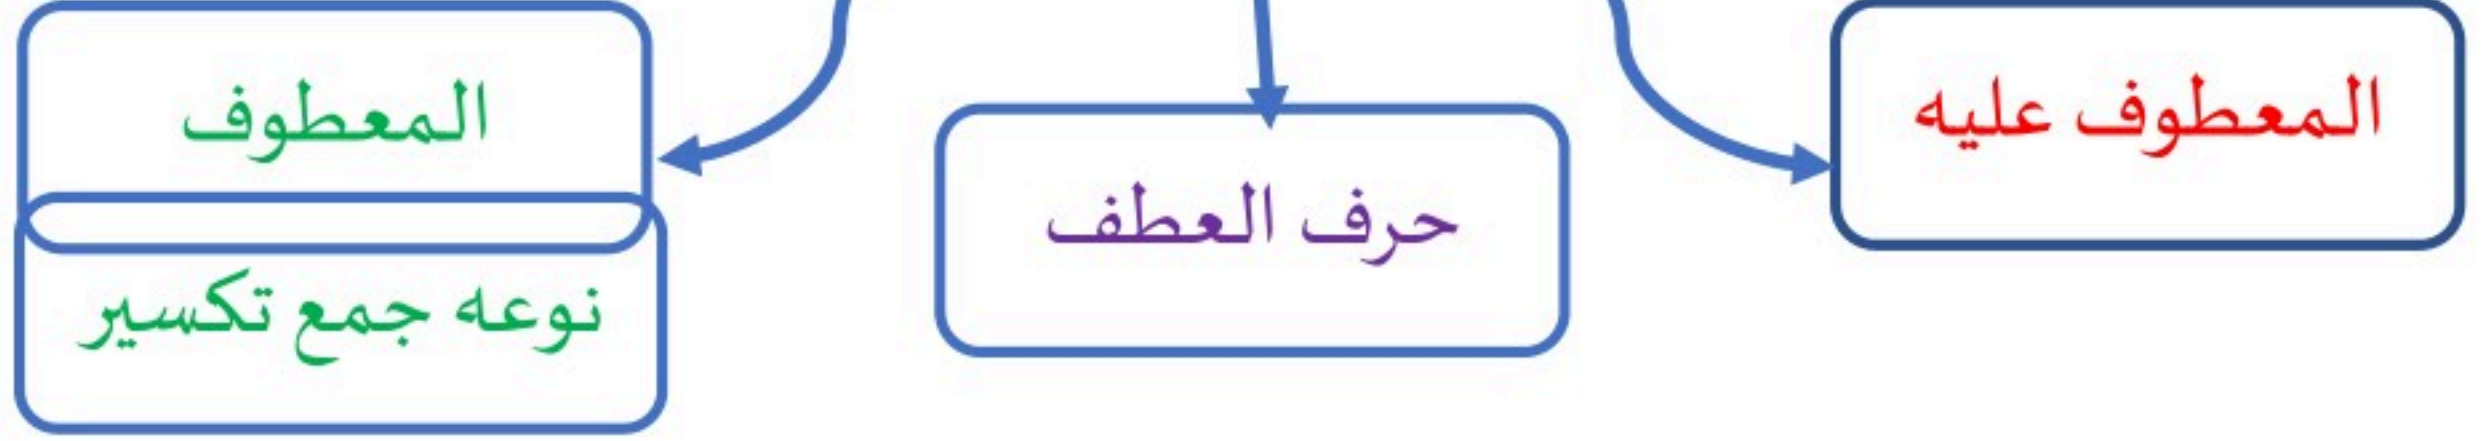 المعطوف عليه
حرف العطف
المعطوف
نوعه جمع تكسير